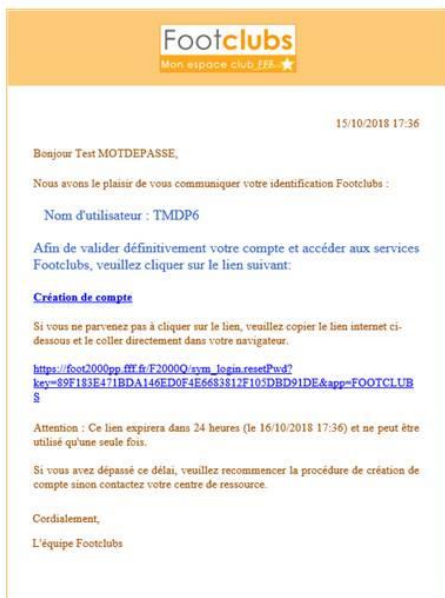 Footclubs
Mon espace club FFF
15/10/2018 17:36
Bonjour Test MOTDEPASSE,
Nous avons le plaisir de vous communiquer votre identification Footclubs :
Nom d'utilisateur : TMDP6
Afin de valider définitivement votre compte et accéder aux services
Footclubs, veuillez cliquer sur le lien suivant:
Création de compte
Si vous ne parvenez pas à cliquer sur le lien, veuillez copier le lien internet ci-
dessous et le coller directement dans votre navigateur.
https://foot2000pp.fff.fr/F2000Q/sym_login.resetPwd?
key=89F183E471BDA146ED0F4E6683812F105DBD91DE&app=FOOTCLUB
S
Attention : Ce lien expirera dans 24 heures (le 16/10/2018 17:36) et ne peut être
utilisé qu'une seule fois.
Si vous avez dépassé ce délai, veuillez recommencer la procédure de création de
compte sinon contactez votre centre de ressource.
Cordialement,
L'équipe Footclubs